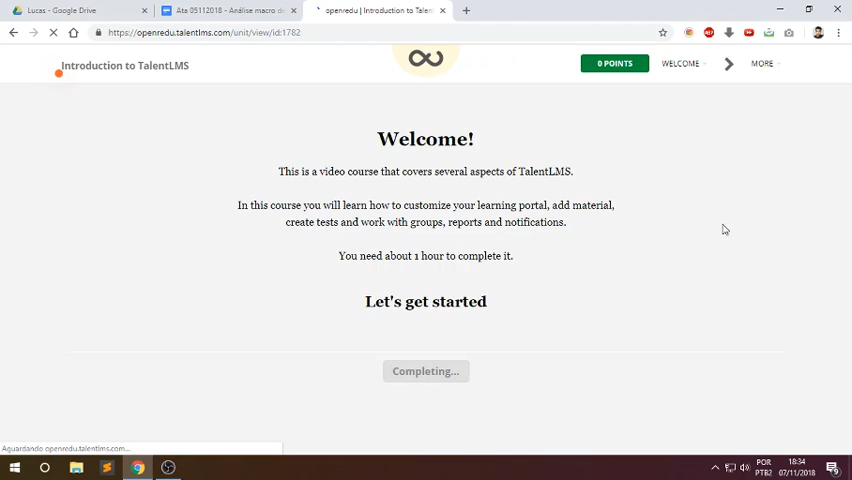 Lucas - Google Drive
Ata 05112018 - Análise macro de
openredu | Introduction to Talent
https://openredu.talentlms.com/unit/view/id:1782
Introduction to TalentLMS
0 POINTS
WELCOME
MORE
Welcome!
This is a video course that covers several aspects of TalentLMS.
In this course you will learn how to customize your learning portal, add material,
create tests and work with groups, reports and notifications.
You need about 1 hour to complete it.
Let's get started
Completing...
Aguardando openredu.talentlms.com...
POR
PTB2
18:34
07/11/2018